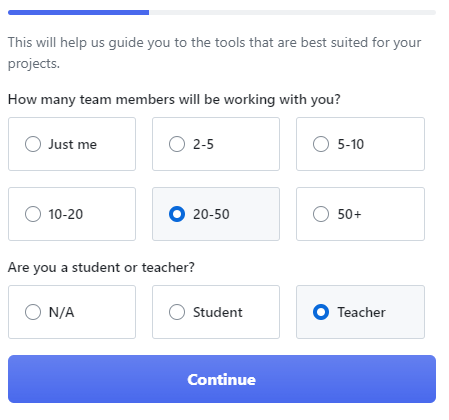 This will help us guide you to the tools that are best suited for your
projects.
How many team members will be working with you?
Just me
2-5
5-10
10-20
20-50
50+
Are you a student or teacher?
N/A
Student
Teacher
Continue